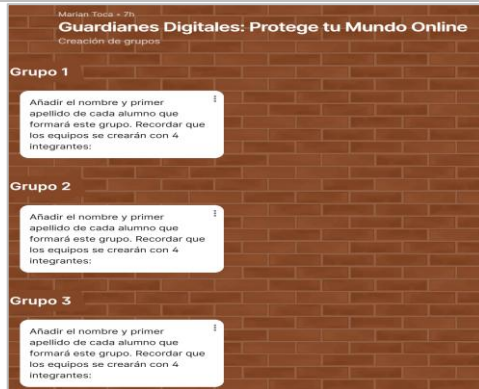 Marian Toca • 7h
Guardianes Digitales: Protege tu Mundo Online
Creación de grupos
Grupo 1
Añadir el nombre y primer
apellido de cada alumno que
formará este grupo. Recordar que
los equipos se crearán con 4
integrantes:
Grupo 2
Añadir el nombre y primer
apellido de cada alumno que
formará este grupo. Recordar que
los equipos se crearán con 4
integrantes:
Grupo 3
Añadir el nombre y primer
apellido de cada alumno que
formará este grupo. Recordar que
los equipos se crearán con 4
integrantes: